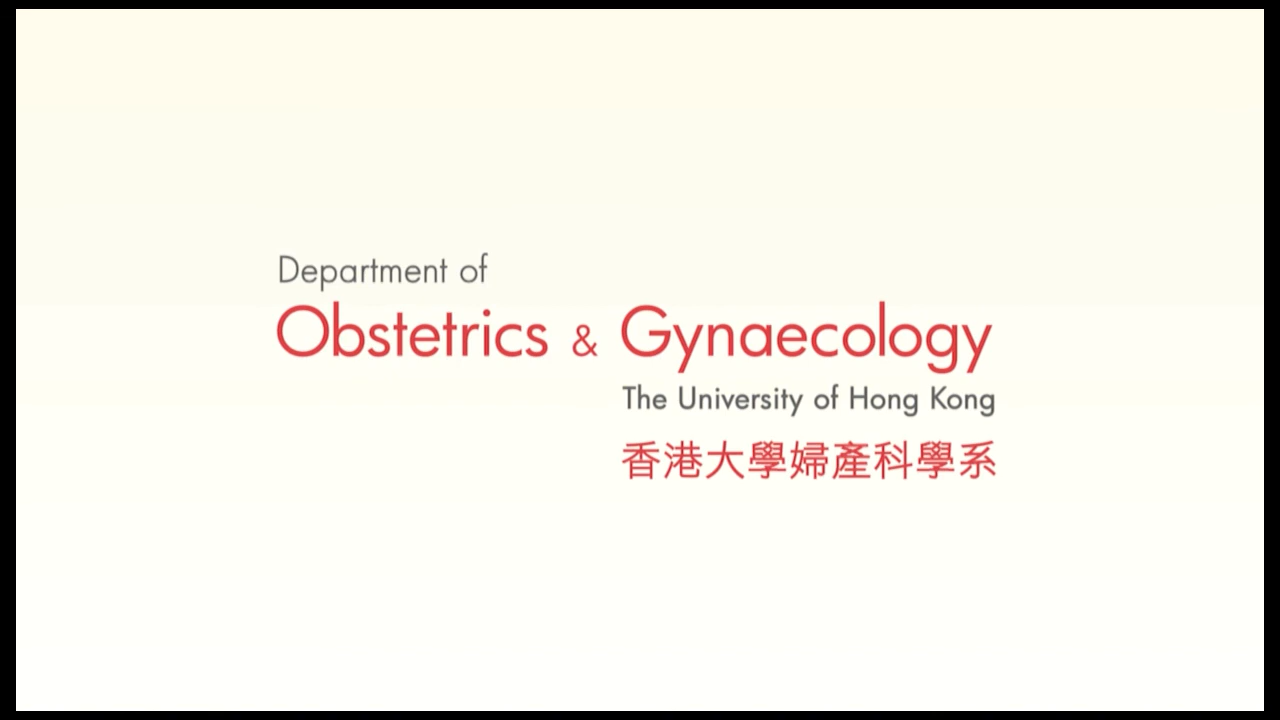 Department of
Obstetrics & Gynaecology
The University of Hong Kong
香港大學婦產科學系